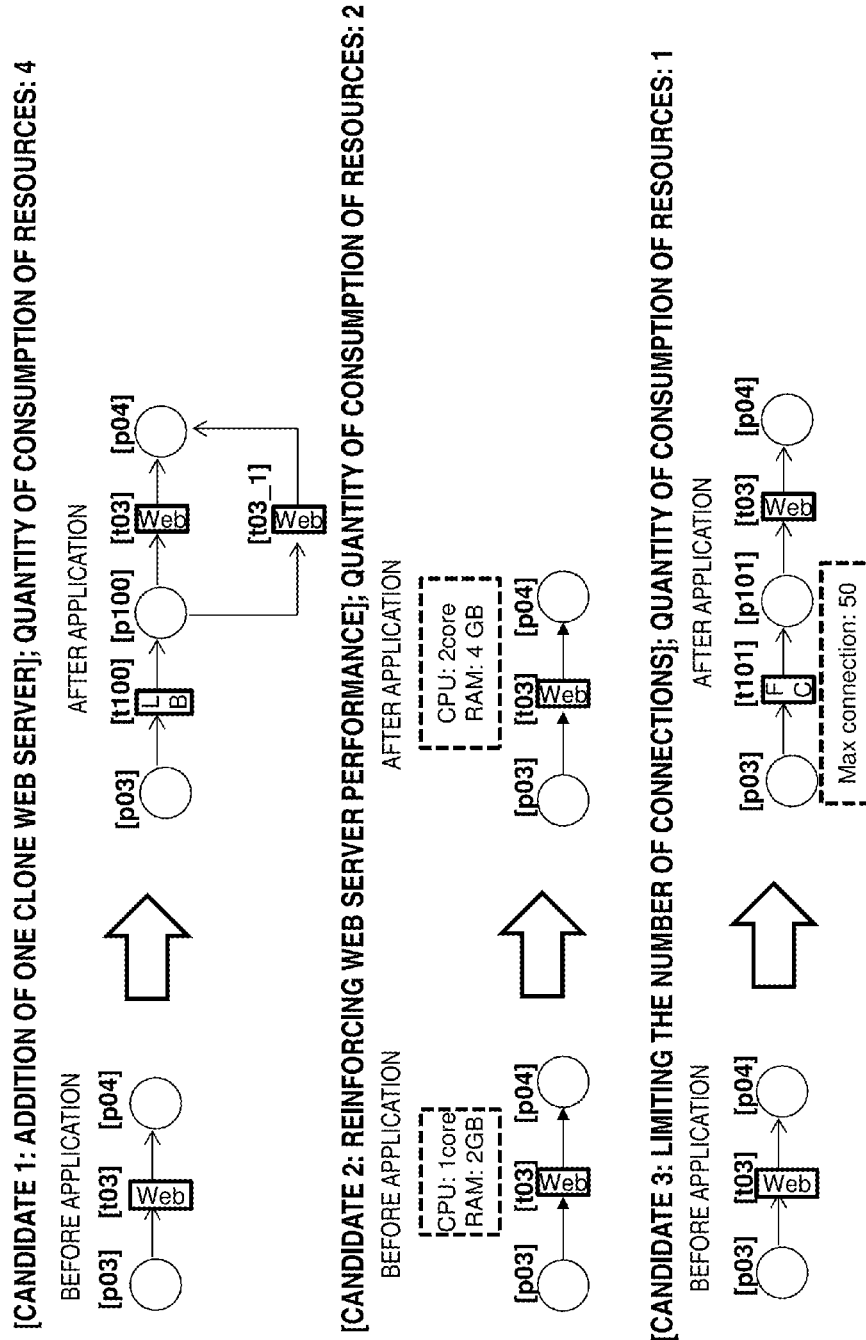 [CANDIDATE 1: ADDITION OF ONE CLONE WEB SERVER]; QUANTITY OF CONSUMPTION OF RESOURCES: 4
BEFORE APPLICATION
[p03]
[t03]
[p04]
Web
AFTER APPLICATION
[p03]
[t100]
[p100]
[t03]
[p04]
L
B
Web
[t03_1]
Web
[CANDIDATE 2: REINFORCING WEB SERVER PERFORMANCE]; QUANTITY OF CONSUMPTION OF RESOURCES: 2
BEFORE APPLICATION
CPU: 1core
RAM: 2GB
[p03]
[t03]
[p04]
Web
AFTER APPLICATION
CPU: 2core
RAM: 4 GB
[p03]
[t03]
[p04]
Web
[CANDIDATE 3: LIMITING THE NUMBER OF CONNECTIONS]; QUANTITY OF CONSUMPTION OF RESOURCES: 1
BEFORE APPLICATION
[p03]
[t03]
[p04]
Web
AFTER APPLICATION
[p03]
[t101]
[p101]
[t03]
[p04]
F
C
Web
Max connection: 50